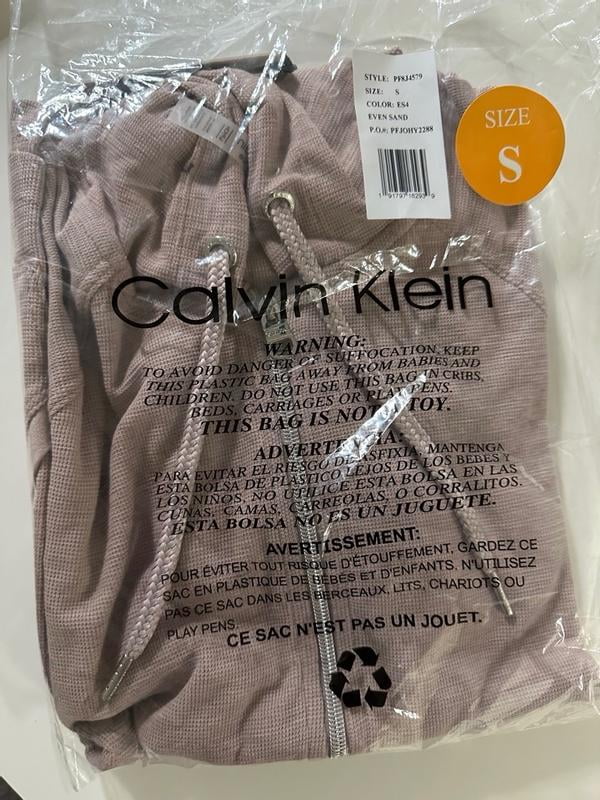 STYLE: PF8J4579
SIZE: S
COLOR: ES4
EVEN SAND
P.O.#: PFJOHY2288
1 91797 16293 9
SIZE
S
Calvin Klein
WARNING:
TO AVOID DANGER OF SUFFOCATION, KEEP
THIS PLASTIC BAG AWAY FROM BABIES AND
CHILDREN. DO NOT USE THIS BAG IN CRIBS,
BEDS, CARRIAGES OR PLAY PENS.
THIS BAG IS NOT A TOY.
ADVERTENCIA:
PARA EVITAR EL RIESGO DE ASFIXIA, MANTENGA
ESTA BOLSA DE PLASTICO LEJOS DE LOS BEBES Y
LOS NIÑOS. NO UTILICE ESTA BOLSA EN LAS
CUNAS, CAMAS, CARREOLAS, O CORRALITOS.
ESTA BOLSA NO ES UN JUGUETE.
AVERTISSEMENT:
POUR ÉVITER TOUT RISQUE D'ÉTOUFFEMENT, GARDEZ CE
SAC EN PLASTIQUE DE BÉBÉS ET D'ENFANTS. N'UTILISEZ
PAS CE SAC DANS LES BERCEAUX, LITS, CHARIOTS OU
PLAY PENS.
CE SAC N'EST PAS UN JOUET.